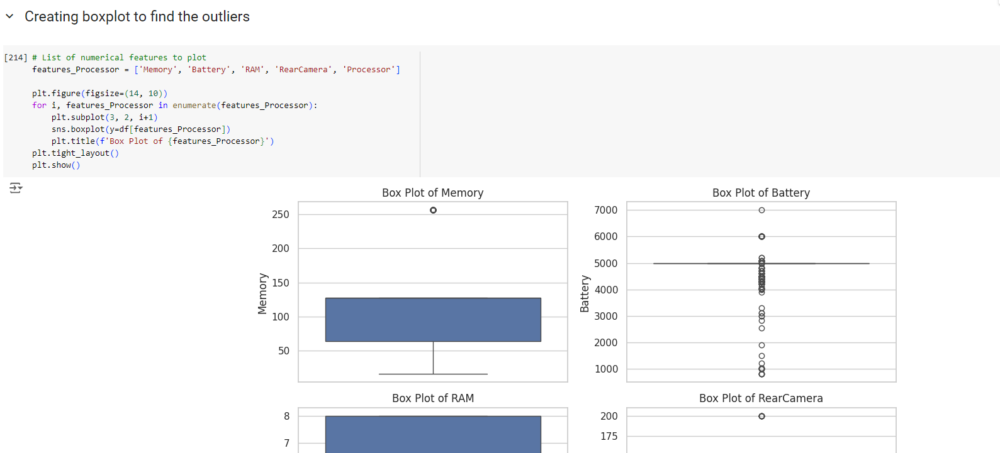 Creating boxplot to find the outliers
[214] # List of numerical features to plot
features_Processor = ['Memory', 'Battery', 'RAM', 'RearCamera', 'Processor']
plt.figure(figsize=(14, 10))
for i, features_Processor in enumerate(features_Processor):
    plt.subplot(3, 2, i+1)
    sns.boxplot(y=df[features_Processor])
    plt.title(f'Box Plot of {features_Processor}')
plt.tight_layout()
plt.show()
Box Plot of Memory
250
200
150
100
50
Memory
Box Plot of Battery
7000
6000
5000
4000
3000
2000
1000
Battery
Box Plot of RAM
8
7
Box Plot of RearCamera
200
175